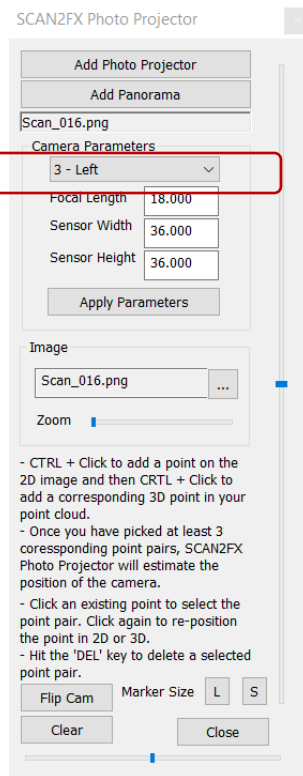 SCAN2FX Photo Projector
Add Photo Projector
Add Panorama
Scan_016.png
Camera Parameters
3 - Left
Focal Length 18.000
Sensor Width 36.000
Sensor Height 36.000
Apply Parameters
Image
Scan_016.png ...
Zoom
- CTRL + Click to add a point on the
2D image and then CRTL + Click to
add a corresponding 3D point in your
point cloud.
- Once you have picked at least 3
coressponding point pairs, SCAN2FX
Photo Projector will estimate the
position of the camera.
- Click an existing point to select the
point pair. Click again to re-position
the point in 2D or 3D.
- Hit the 'DEL' key to delete a selected
point pair.
Flip Cam Marker Size L S
Clear Close